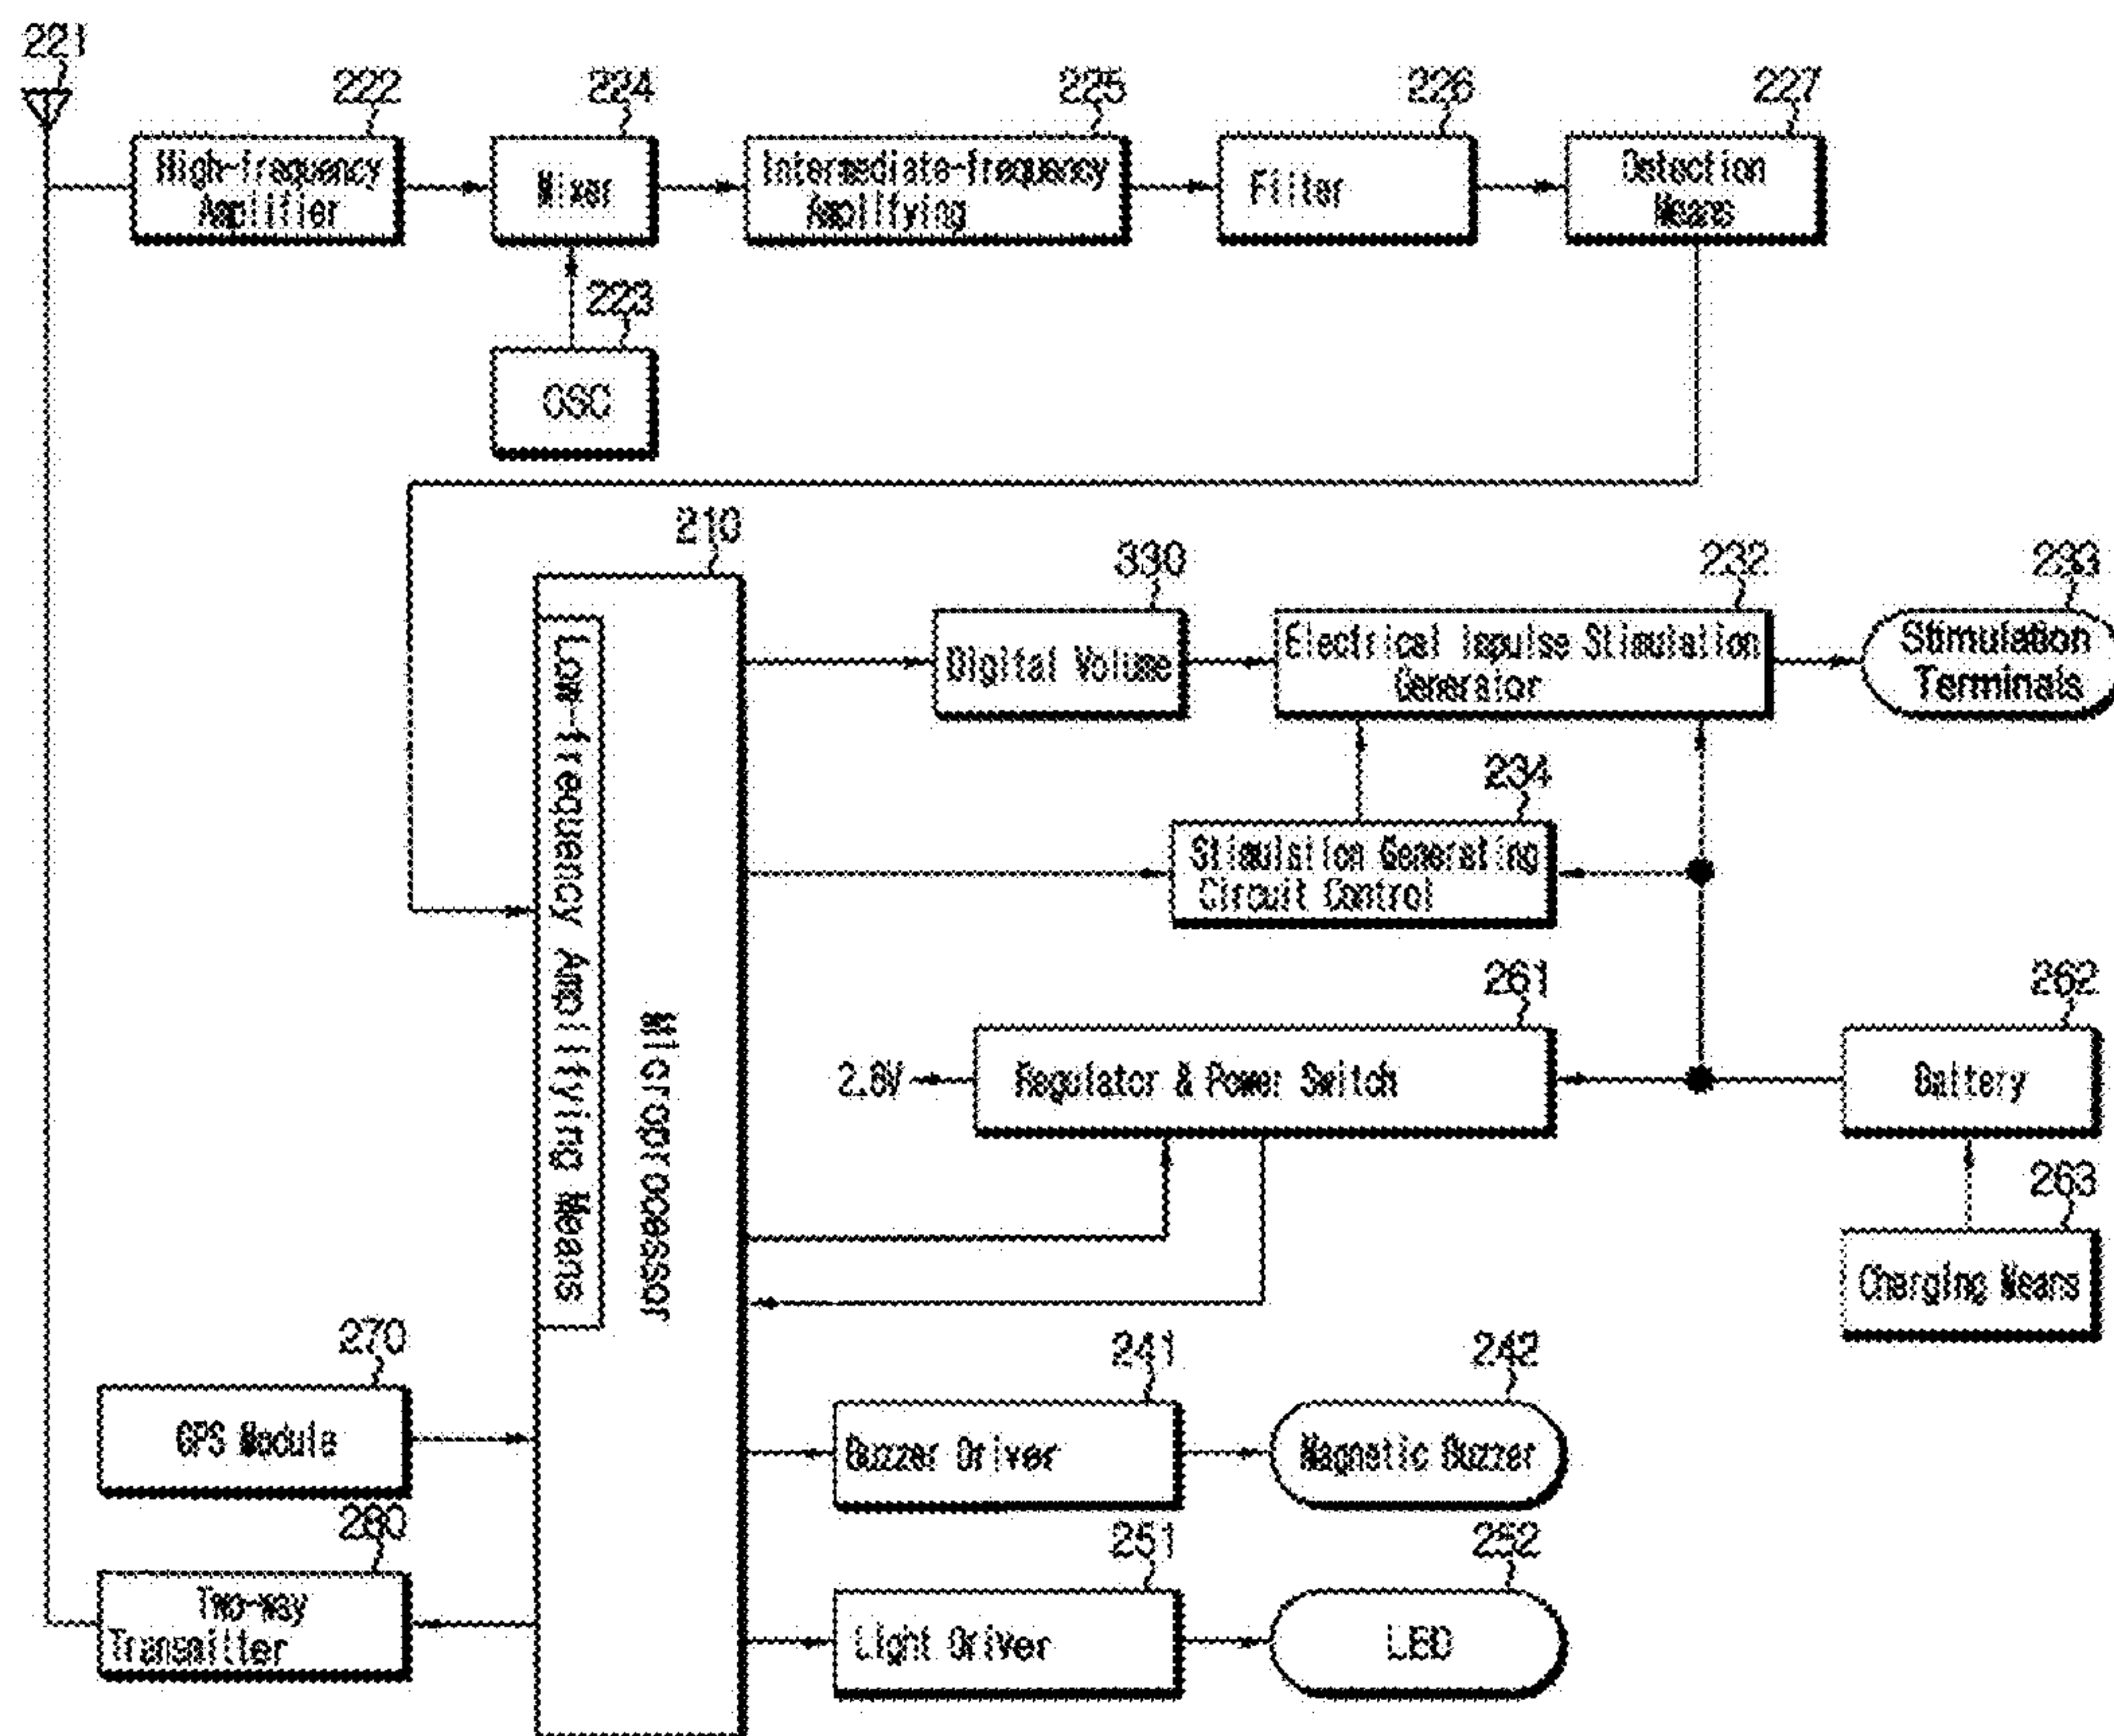 221
222
224
225
226
227
High-frequency
Amplifier
Mixer
Intermediate-frequency
Amplifying
Filter
Detection
Means
223
OSC
210
330
232
233
Low-frequency Amplifying Means
Microprocessor
Digital Volume
Electrical Impulse Stimulation
Generator
Stimulation
Terminals
234
Stimulation Generating
Circuit Control
261
262
Regulator & Power Switch
Battery
263
Charging Means
270
GPS Module
241
242
Buzzer Driver
Magnetic Buzzer
Two-Way
Transmitter
251
252
Light Driver
LED